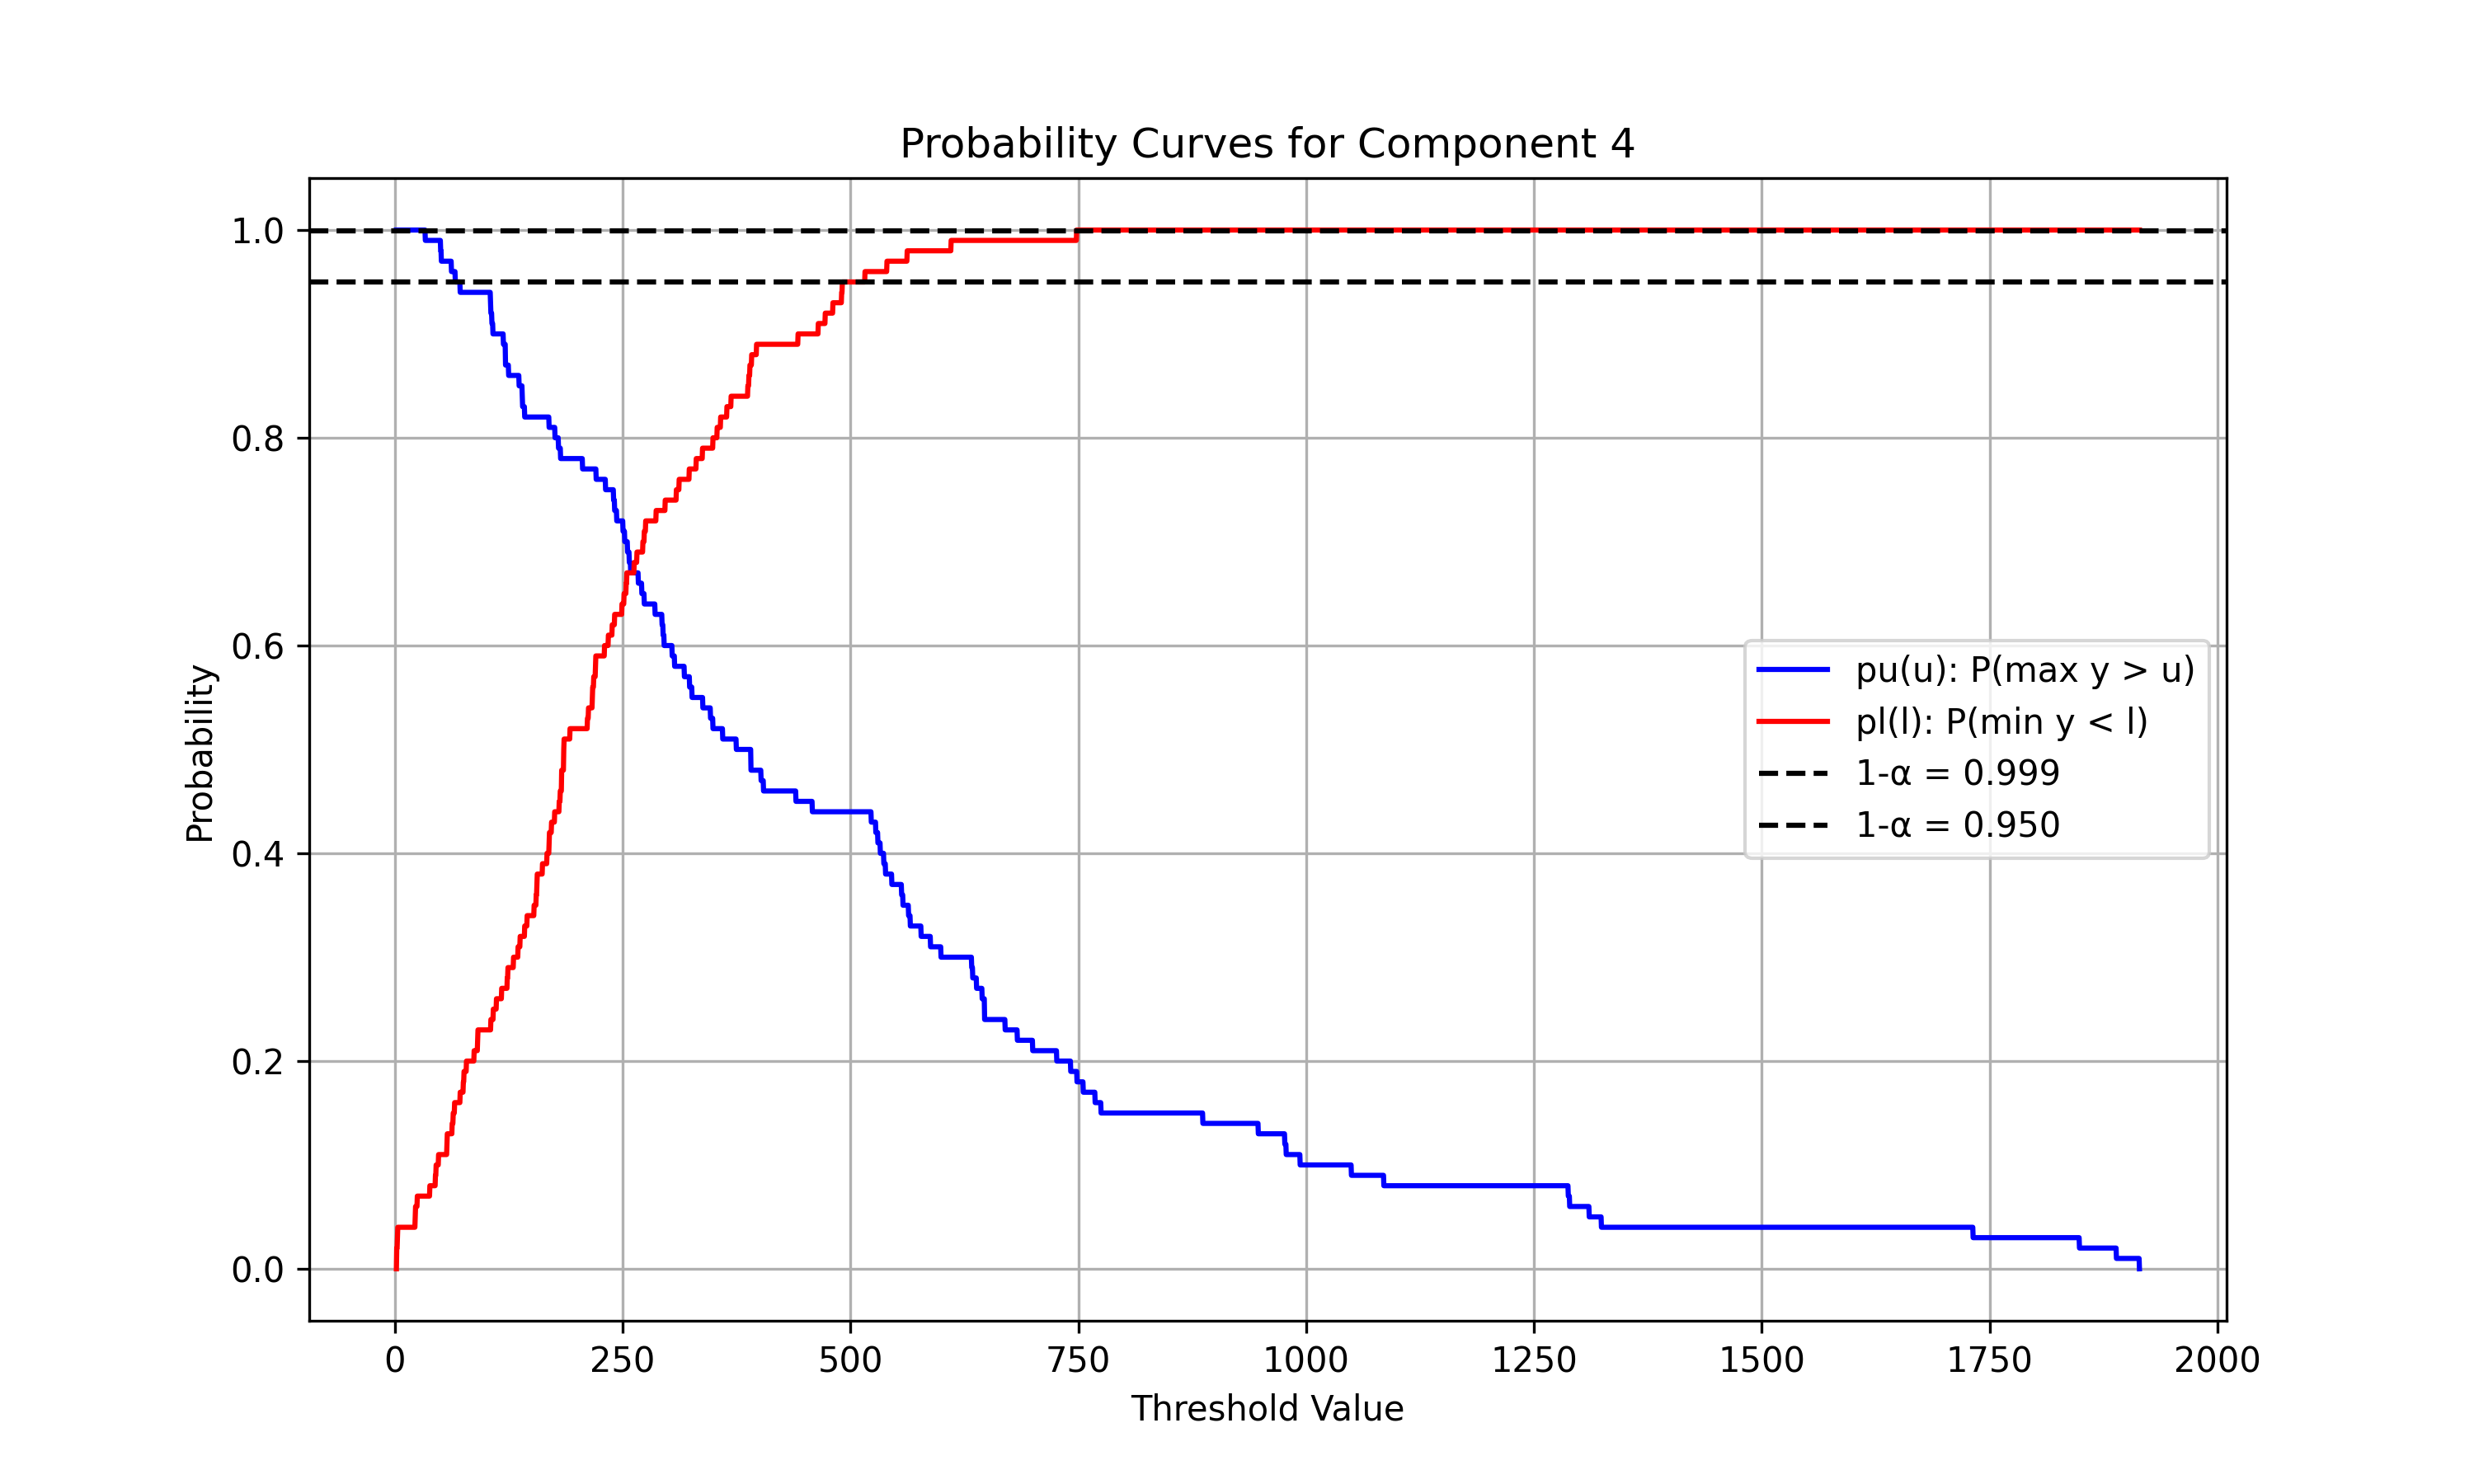 Probability Curves for Component 4
1.0
0.8
0.6
0.4
0.2
0.0
Probability
pu(u): P(max y > u)
pl(l): P(min y < l)
1-α = 0.999
1-α = 0.950
0 250 500 750 1000 1250 1500 1750 2000
Threshold Value